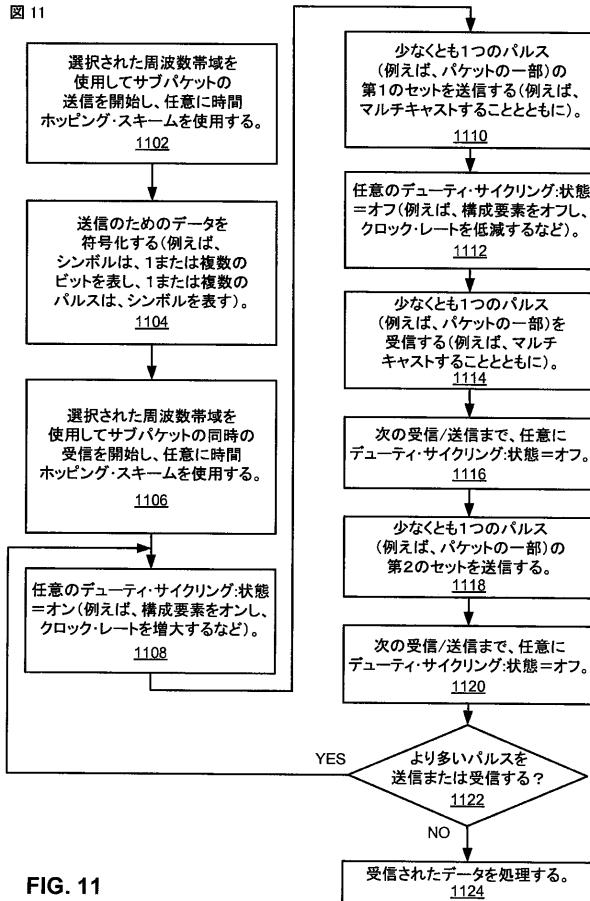 図 11
選択された周波数帯域を
使用してサブパケットの
送信を開始し、任意に時間
ホッピング・スキームを使用する。
1102
送信のためのデータを
符号化する(例えば、
シンボルは、1または複数の
ビットを表し、1または複数の
パルスは、シンボルを表す)。
1104
選択された周波数帯域を
使用してサブパケットの同時の
受信を開始し、任意に時間
ホッピング・スキームを使用する。
1106
任意のデューティ・サイクリング:状態
=オン(例えば、構成要素をオンし、
クロック・レートを増大するなど)。
1108
少なくとも1つのパルス
(例えば、パケットの一部)の
第1のセットを送信する(例えば、
マルチキャストすることとともに)。
1110
任意のデューティ・サイクリング:状態
=オフ(例えば、構成要素をオフし、
クロック・レートを低減するなど)。
1112
少なくとも1つのパルス
(例えば、パケットの一部)を
受信する(例えば、マルチ
キャストすることとともに)。
1114
次の受信/送信まで、任意に
デューティ・サイクリング:状態=オフ。
1116
少なくとも1つのパルス
(例えば、パケットの一部)の
第2のセットを送信する。
1118
次の受信/送信まで、任意に
デューティ・サイクリング:状態=オフ。
1120
YES
より多いパルスを
送信または受信する?
1122
NO
受信されたデータを処理する。
1124
FIG. 11